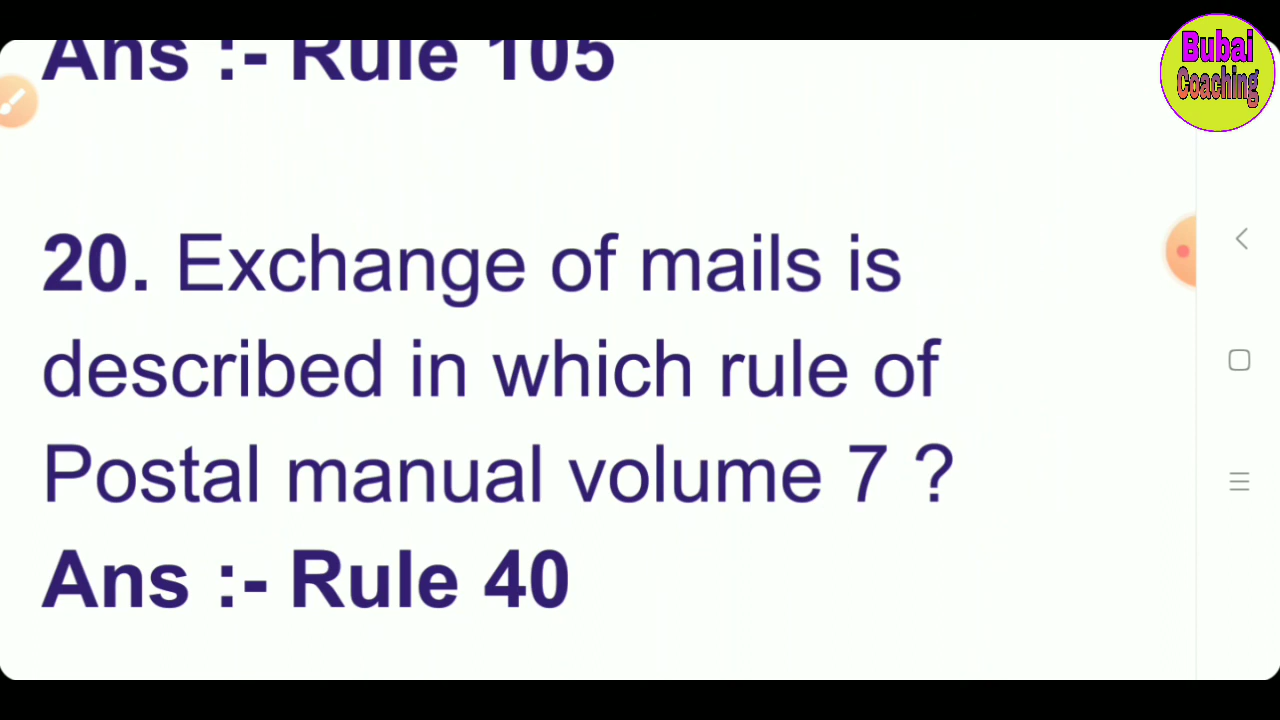 Ans :- Rule 105
Bubai
Coaching
20. Exchange of mails is
described in which rule of
Postal manual volume 7 ?
Ans :- Rule 40